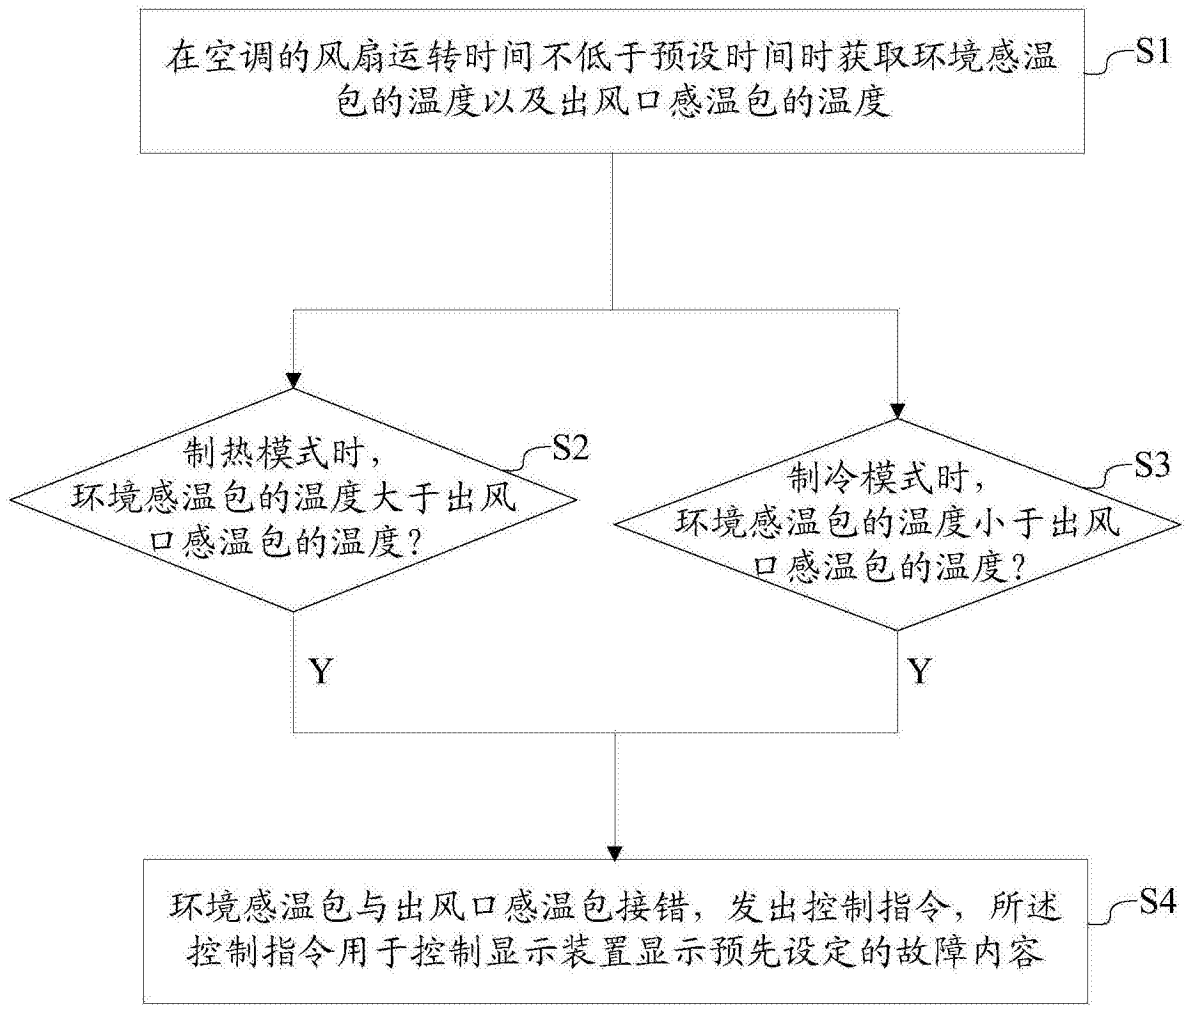 在空调的风扇运转时间不低于预设时间时获取环境感温
包的温度以及出风口感温包的温度
S1
制热模式时,
环境感温包的温度大于出风
口感温包的温度?
S2
制冷模式时,
环境感温包的温度小于出风
口感温包的温度?
S3
Y
Y
环境感温包与出风口感温包接错, 发出控制指令, 所述
控制指令用于控制显示装置显示预先设定的故障内容
S4